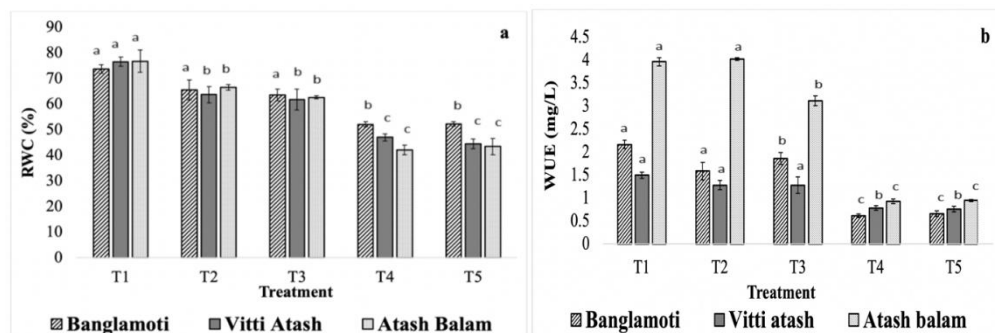 a
RWC (%)
90
80
70
60
50
40
30
20
10
0
a a a
a b b
a b b
b c c
b c c
T1 T2 T3 T4 T5
Treatment
Banglamoti Vitti Atash Atash Balam
b
WUE (mg/L)
4.5
4
3.5
3
2.5
2
1.5
1
0.5
0
a a a
a a a
b a b
c b c
c b c
T1 T2 T3 T4 T5
Treatment
Banglamoti Vitti atash Atash balam